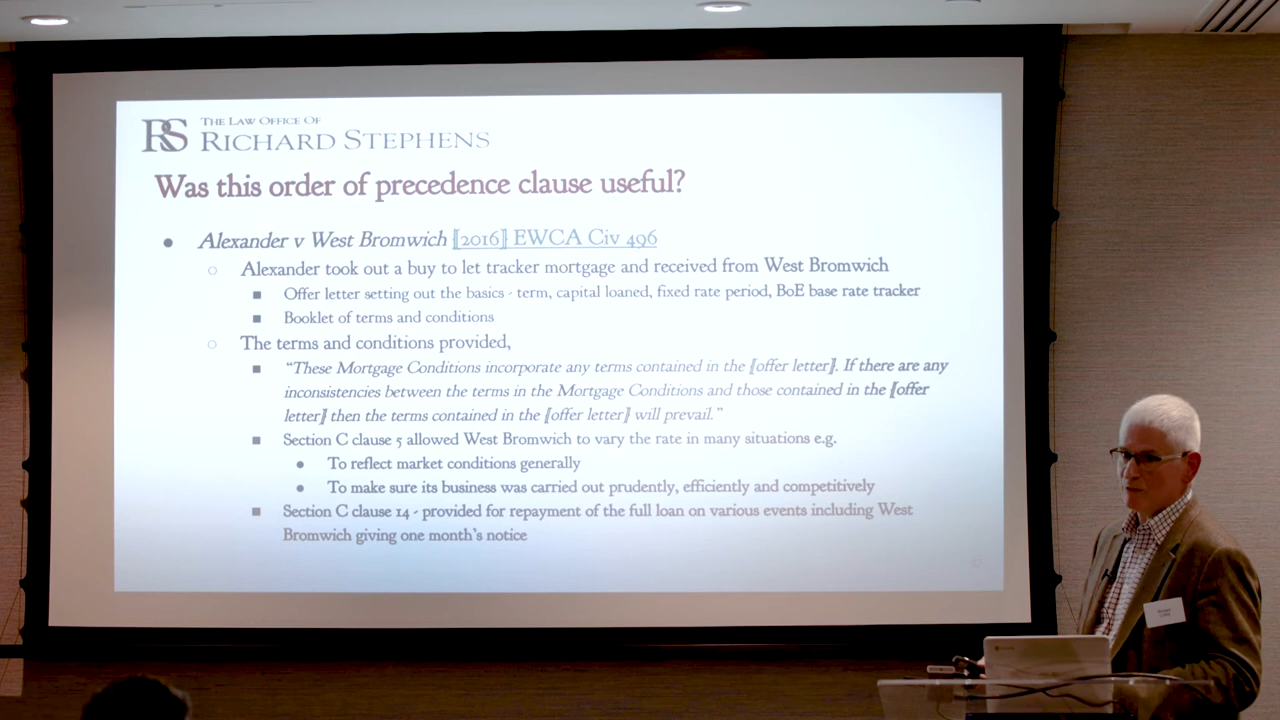 RS THE LAW OFFICE OF
RICHARD STEPHENS
Was this order of precedence clause useful?
● Alexander v West Bromwich [2016] EWCA Civ 496
○ Alexander took out a buy to let tracker mortgage and received from West Bromwich
■ Offer letter setting out the basics - term, capital loaned, fixed rate period, BoE base rate tracker
■ Booklet of terms and conditions
○ The terms and conditions provided,
■ “These Mortgage Conditions incorporate any terms contained in the [offer letter]. If there are any
inconsistencies between the terms in the Mortgage Conditions and those contained in the [offer
letter] then the terms contained in the [offer letter] will prevail.”
■ Section C clause 5 allowed West Bromwich to vary the rate in many situations e.g.
● To reflect market conditions generally
● To make sure its business was carried out prudently, efficiently and competitively
■ Section C clause 14 - provided for repayment of the full loan on various events including West
Bromwich giving one month's notice